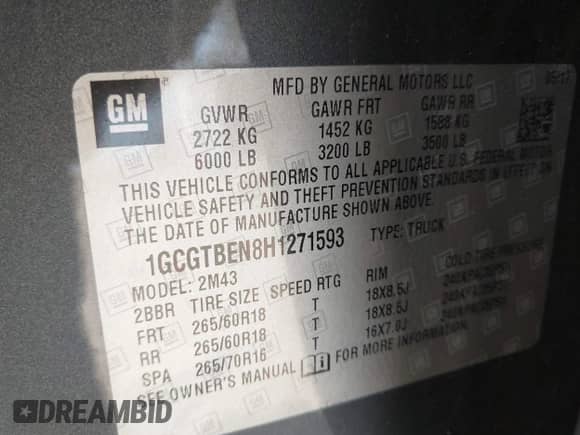 GM
MFD BY GENERAL MOTORS LLC 05/17
GVWR GAWR FRT GAWR RR
2722 KG 1452 KG 1588 KG
6000 LB 3200 LB 3500 LB
THIS VEHICLE CONFORMS TO ALL APPLICABLE U.S. FEDERAL MOTOR
VEHICLE SAFETY AND THEFT PREVENTION STANDARDS IN EFFECT ON
THE DATE OF MANUFACTURE SHOWN ABOVE.
1GCGTBEN8H1271593 TYPE: TRUCK
MODEL: 2M43
2BBR TIRE SIZE SPEED RTG RIM
FRT 265/60R18 T 18X8.5J
RR 265/60R18 T 18X8.5J
SPA 265/70R16 T 16X7.0J
SEE OWNER'S MANUAL FOR MORE INFORMATION
DREAMBID